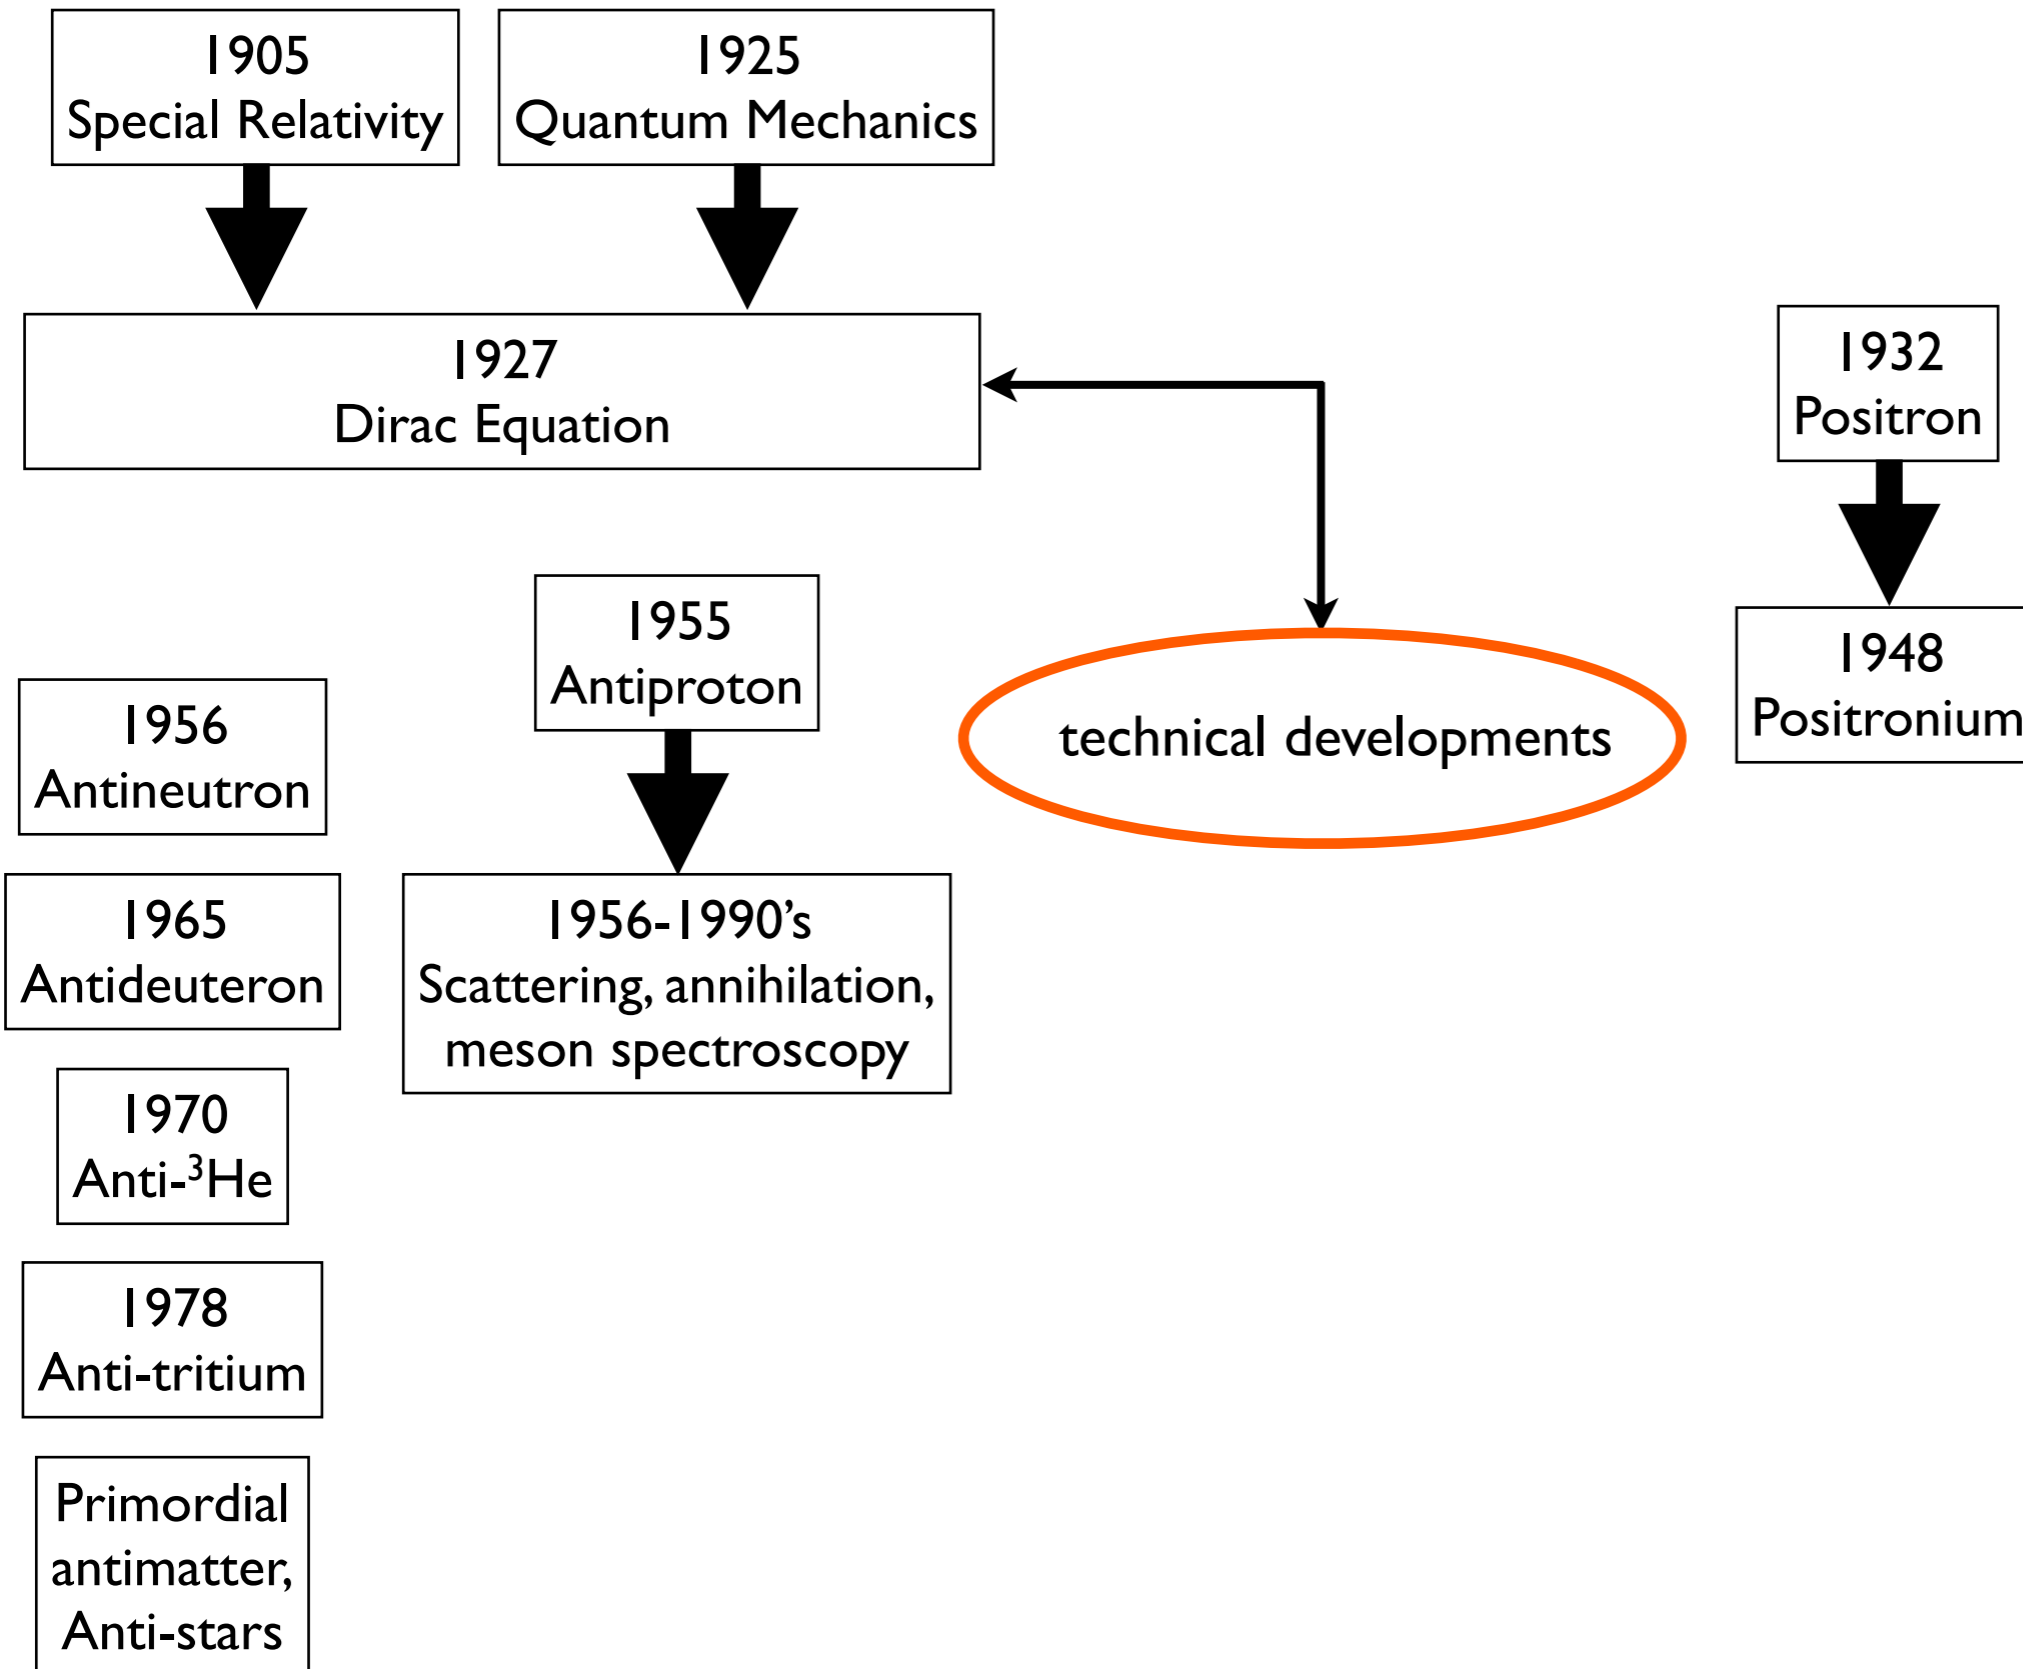 1905
Special Relativity
1925
Quantum Mechanics
1927
Dirac Equation
1932
Positron
1948
Positronium
technical developments
1955
Antiproton
1956-1990’s
Scattering, annihilation,
meson spectroscopy
1956
Antineutron
1965
Antideuteron
1970
Anti-³He
1978
Anti-tritium
Primordial
antimatter,
Anti-stars